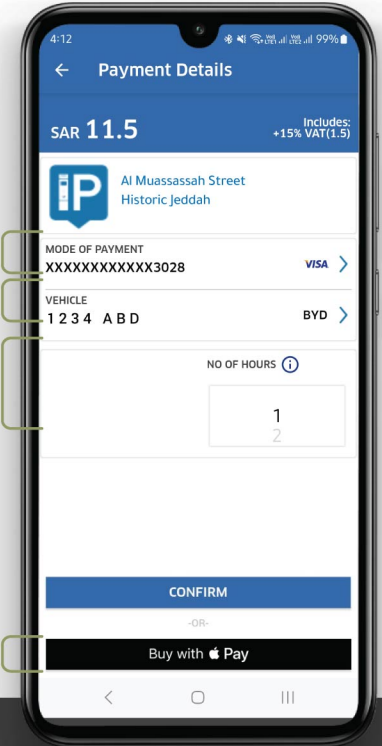 4:12
99%
Payment Details
SAR 11.5
Includes:
+15% VAT(1.5)
P
Al Muassassah Street
Historic Jeddah
MODE OF PAYMENT
XXXXXXXXXXXX3028
VISA
VEHICLE
1234 ABD
BYD
NO OF HOURS
1
2
CONFIRM
-OR-
Buy with Pay